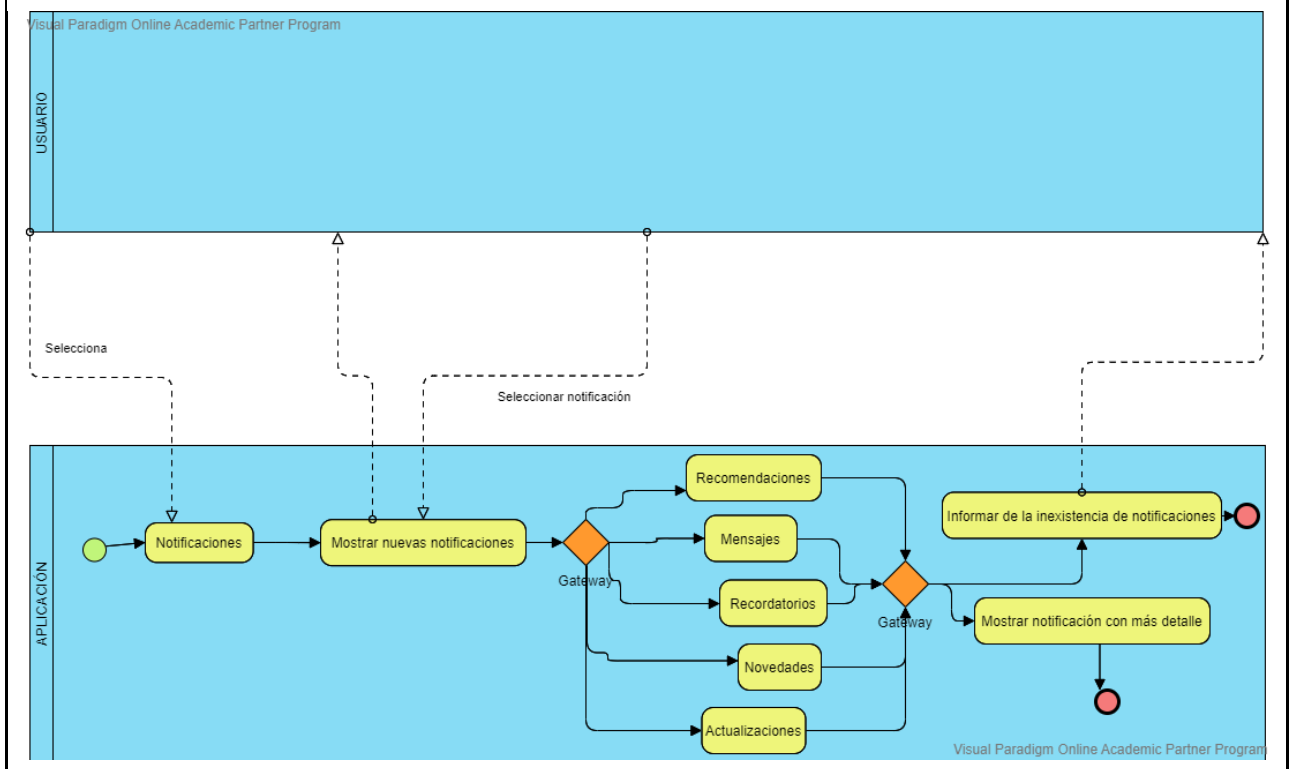 Visual Paradigm Online Academic Partner Program
USUARIO
Selecciona
Seleccionar notificación
APLICACIÓN
Notificaciones
Mostrar nuevas notificaciones
Gateway
Recomendaciones
Mensajes
Recordatorios
Novedades
Actualizaciones
Gateway
Informar de la inexistencia de notificaciones
Mostrar notificación con más detalle
Visual Paradigm Online Academic Partner Program